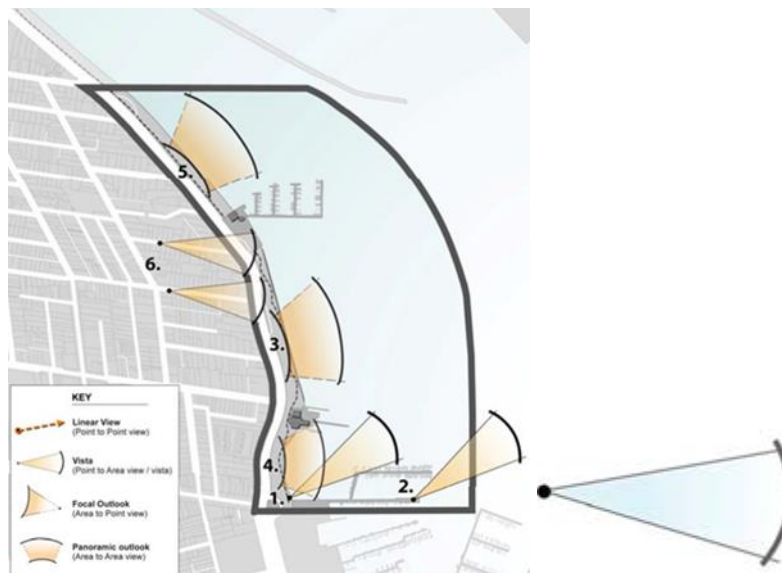 5.
6.
3.
4.
1.
2.
KEY
Linear View
(Point to Point view)
Vista
(Point to Area view / vista)
Focal Outlook
(Area to Point view)
Panoramic outlook
(Area to Area view)